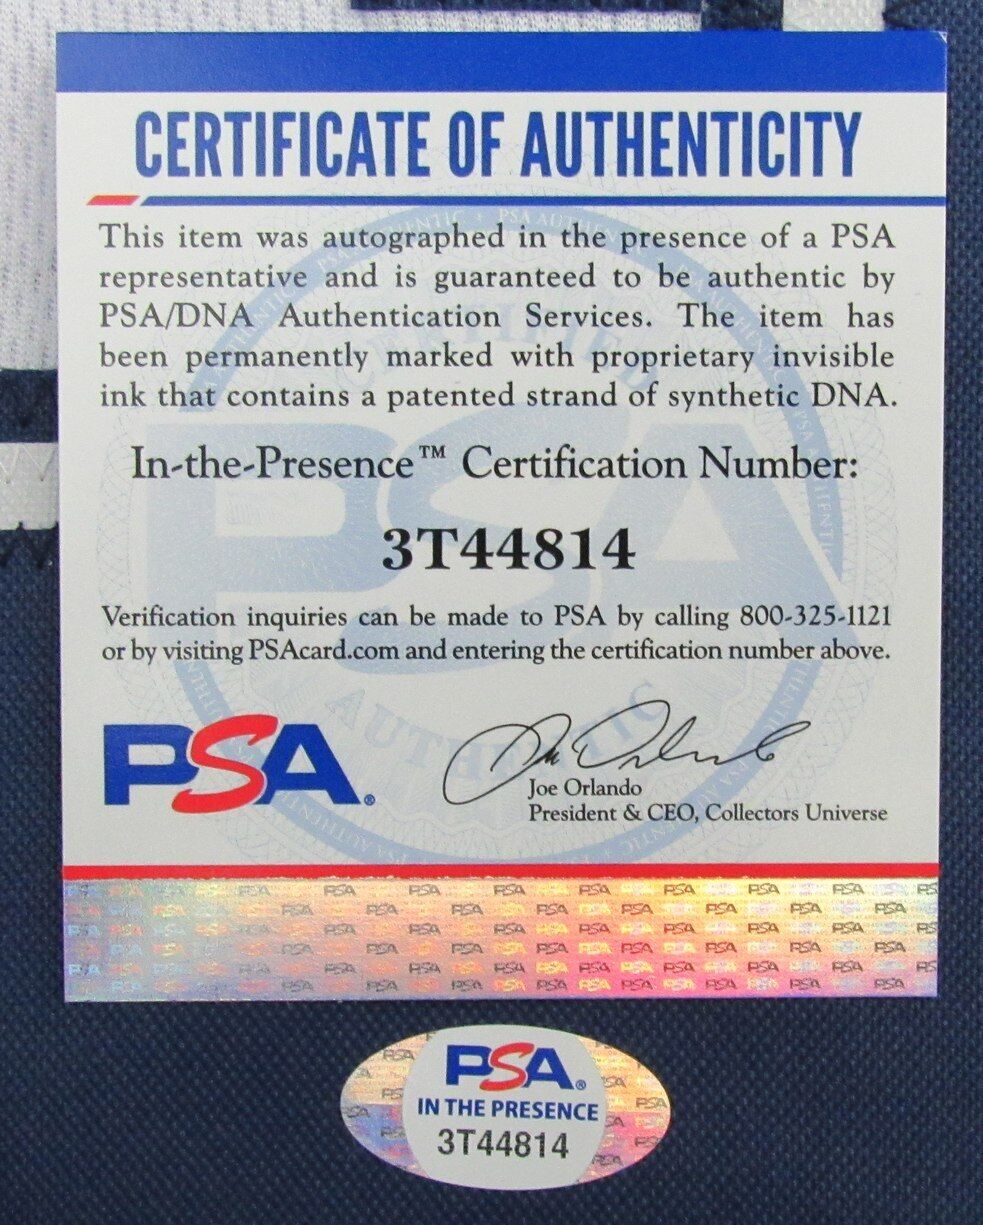 CERTIFICATE OF AUTHENTICITY
This item was autographed in the presence of a PSA
representative and is guaranteed to be authentic by
PSA/DNA Authentication Services. The item has
been permanently marked with proprietary invisible
ink that contains a patented strand of synthetic DNA.
In-the-Presence™ Certification Number:
3T44814
Verification inquiries can be made to PSA by calling 800-325-1121
or by visiting PSAcard.com and entering the certification number above.
PSA®
Joe Orlando
President & CEO, Collectors Universe
PSA®
IN THE PRESENCE
3T44814